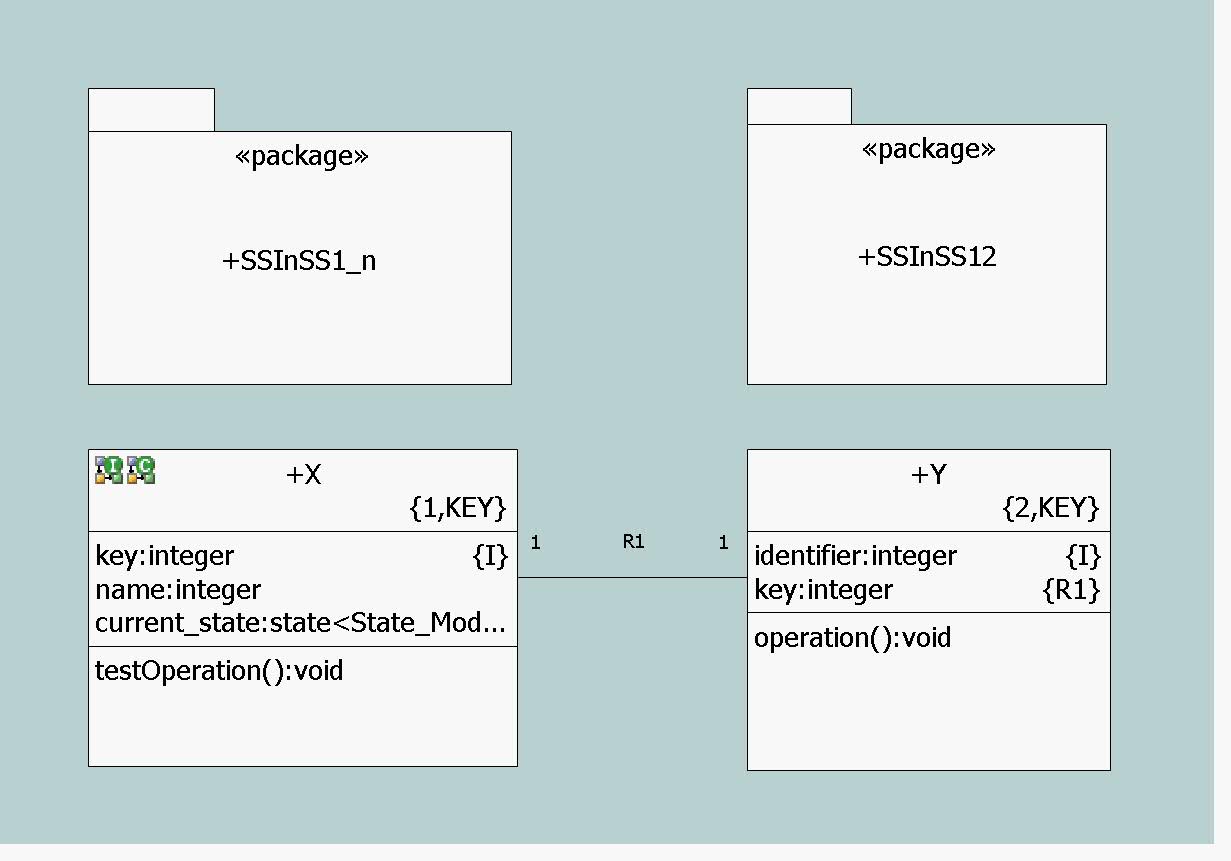 «package»
+SSInSS1_n
«package»
+SSInSS12
I C
+X
{1,KEY}
key:integer {I}
name:integer
current_state:state<State_Mod...
testOperation():void
1 R1 1
+Y
{2,KEY}
identifier:integer {I}
key:integer {R1}
operation():void